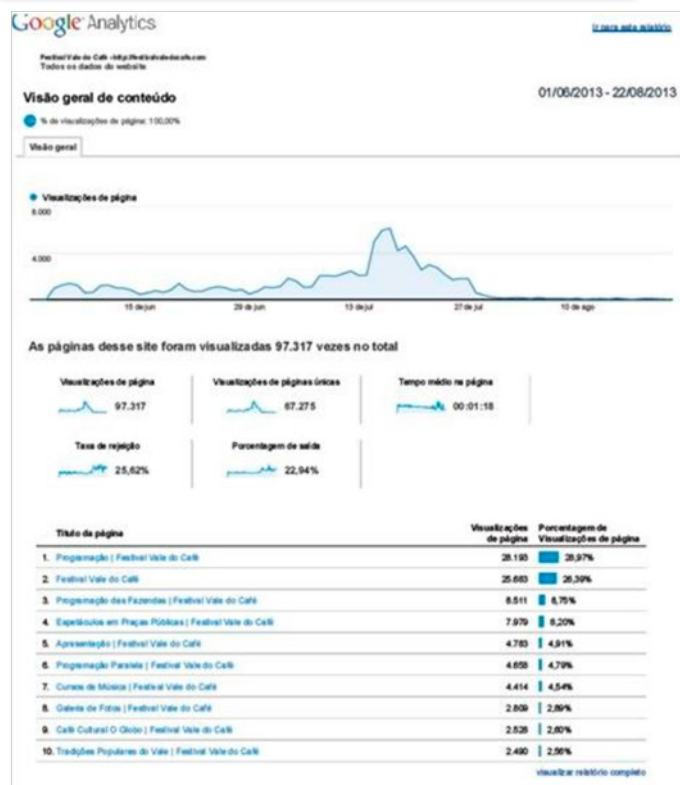 Google Analytics
Ir para este relatório
Festival Vale do Café - http://festivalvaledocafe.com
Todos os dados do website
Visão geral de conteúdo
01/06/2013 - 22/08/2013
% de visualizações de página: 100,00%
Visão geral
Visualizações de página
8.000
4.000
15 de jun 29 de jun 13 de jul 27 de jul 10 de ago
As páginas desse site foram visualizadas 97.317 vezes no total
Visualizações de página Visualizações de páginas únicas Tempo médio na página
97.317 67.275 00:01:18
Taxa de rejeição Porcentagem de saída
25,62% 22,94%
Título da página Visualizações de página Porcentagem de Visualizações de página
1. Programação | Festival Vale do Café 28.193 28,97%
2. Festival Vale do Café 25.683 26,39%
3. Programação das Fazendas | Festival Vale do Café
4. Espetáculos em Praças Públicas | Festival Vale do Café 7.979 8,20%
5. Apresentação | Festival Vale do Café 4.783 4,91%
6. Programação Paralela | Festival Vale do Café 4.658 4,79%
7. Cursos de Música | Festival Vale do Café 4.414 4,54%
8. Galeria de Fotos | Festival Vale do Café 2.809 2,89%
9. Café Cultural O Globo | Festival Vale do Café 2.528 2,60%
10. Tradições Populares do Vale | Festival Vale do Café 2.490 2,56%
visualizar relatório completo